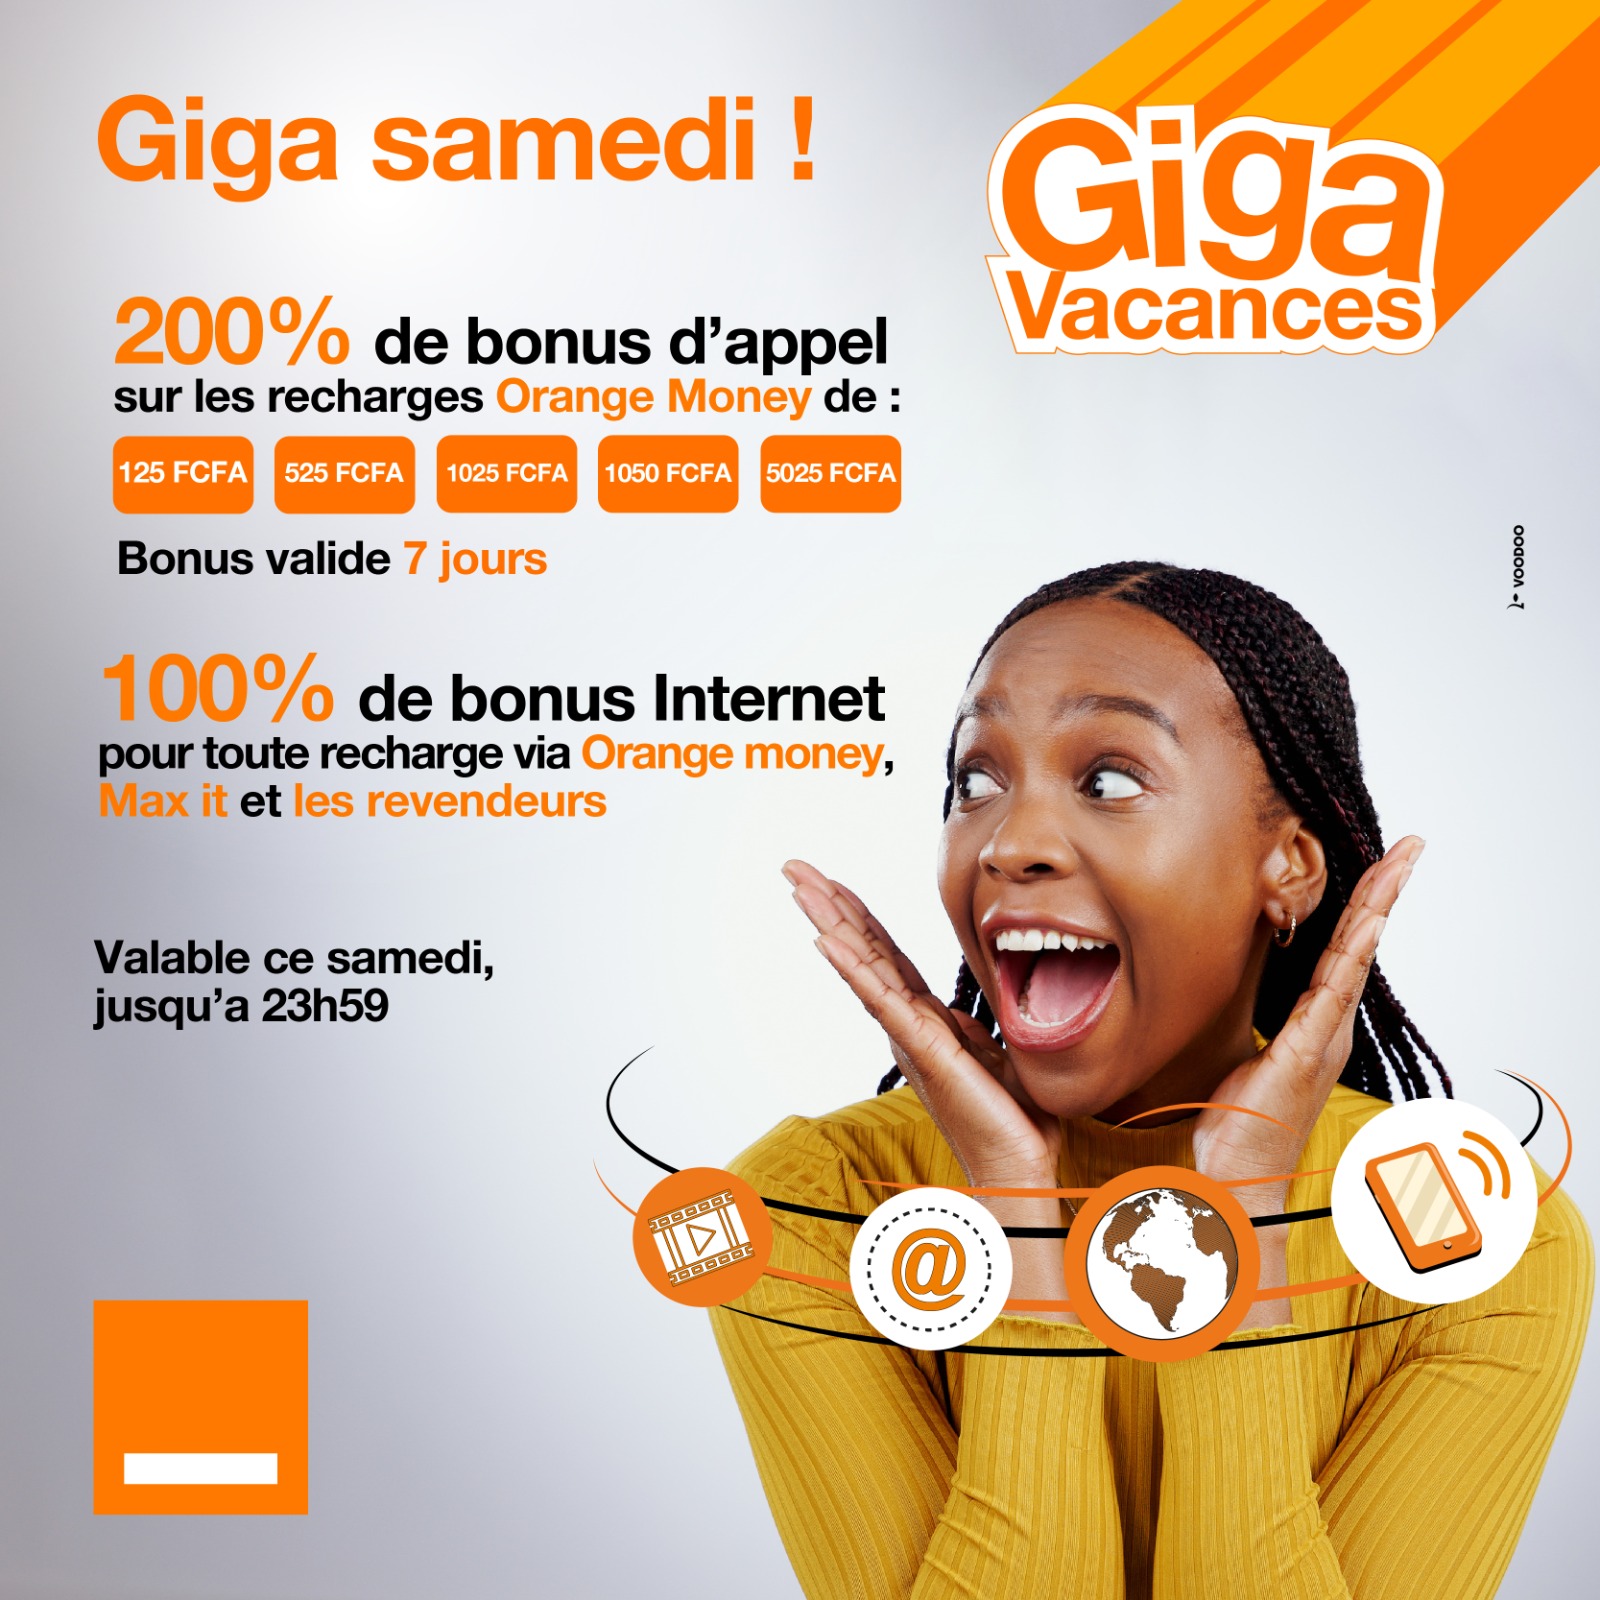 Giga samedi !
Giga
Vacances
200% de bonus d’appel
sur les recharges Orange Money de :
125 FCFA 525 FCFA 1025 FCFA 1050 FCFA 5025 FCFA
Bonus valide 7 jours
VOODOO
100% de bonus Internet
pour toute recharge via Orange money,
Max it et les revendeurs
Valable ce samedi,
jusqu’a 23h59
@